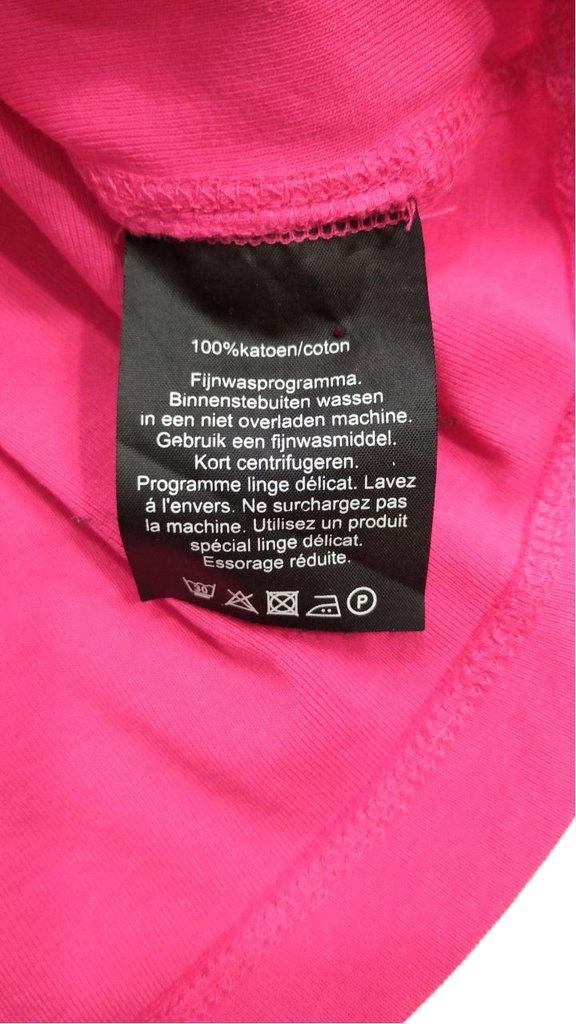 100%katoen/coton
Fijnwasprogramma.
Binnenstebuiten wassen
in een niet overladen machine.
Gebruik een fijnwasmiddel.
Kort centrifugeren.
Programme linge délicat. Lavez
á l'envers. Ne surchargez pas
la machine. Utilisez un produit
spécial linge délicat.
Essorage réduite.
30 P